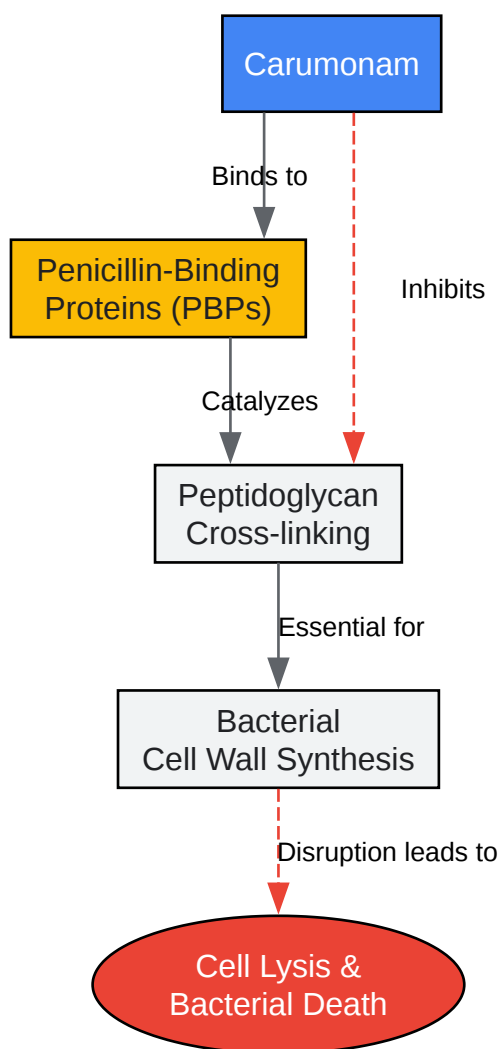 Carumonam
Binds to
Penicillin-Binding
Proteins (PBPs)
Inhibits
Catalyzes
Peptidoglycan
Cross-linking
Essential for
Bacterial
Cell Wall Synthesis
Disruption leads to
Cell Lysis &
Bacterial Death